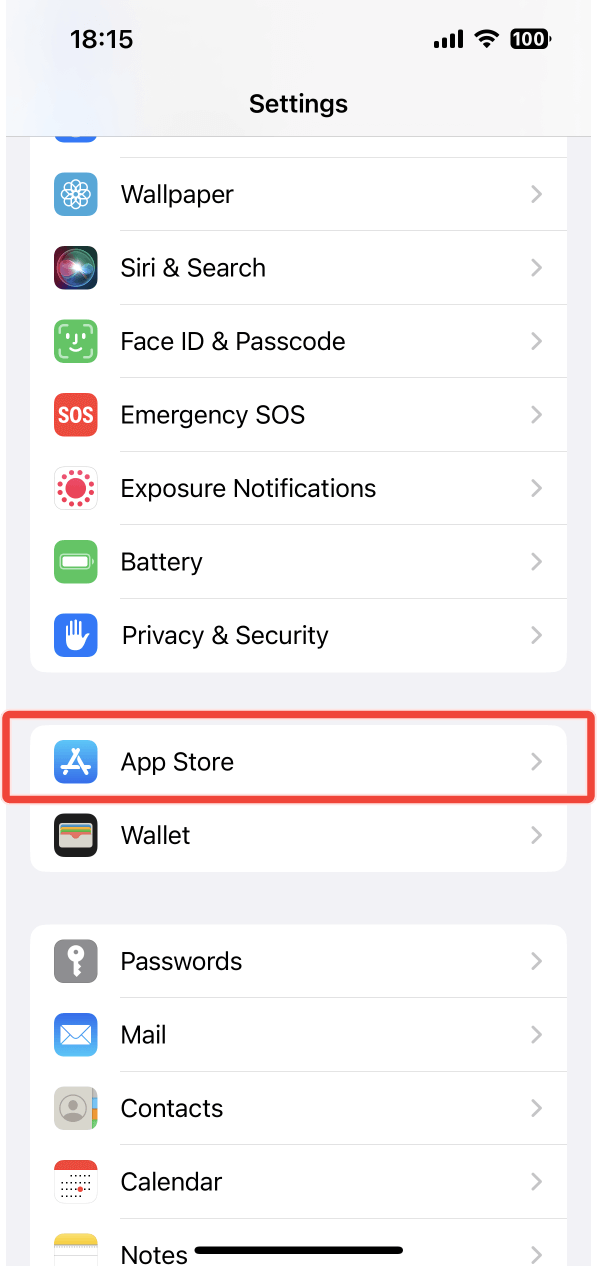 18:15
100
Settings
Wallpaper
Siri & Search
Face ID & Passcode
SOS
Emergency SOS
Exposure Notifications
Battery
Privacy & Security
App Store
Wallet
Passwords
Mail
Contacts
Calendar
Notes